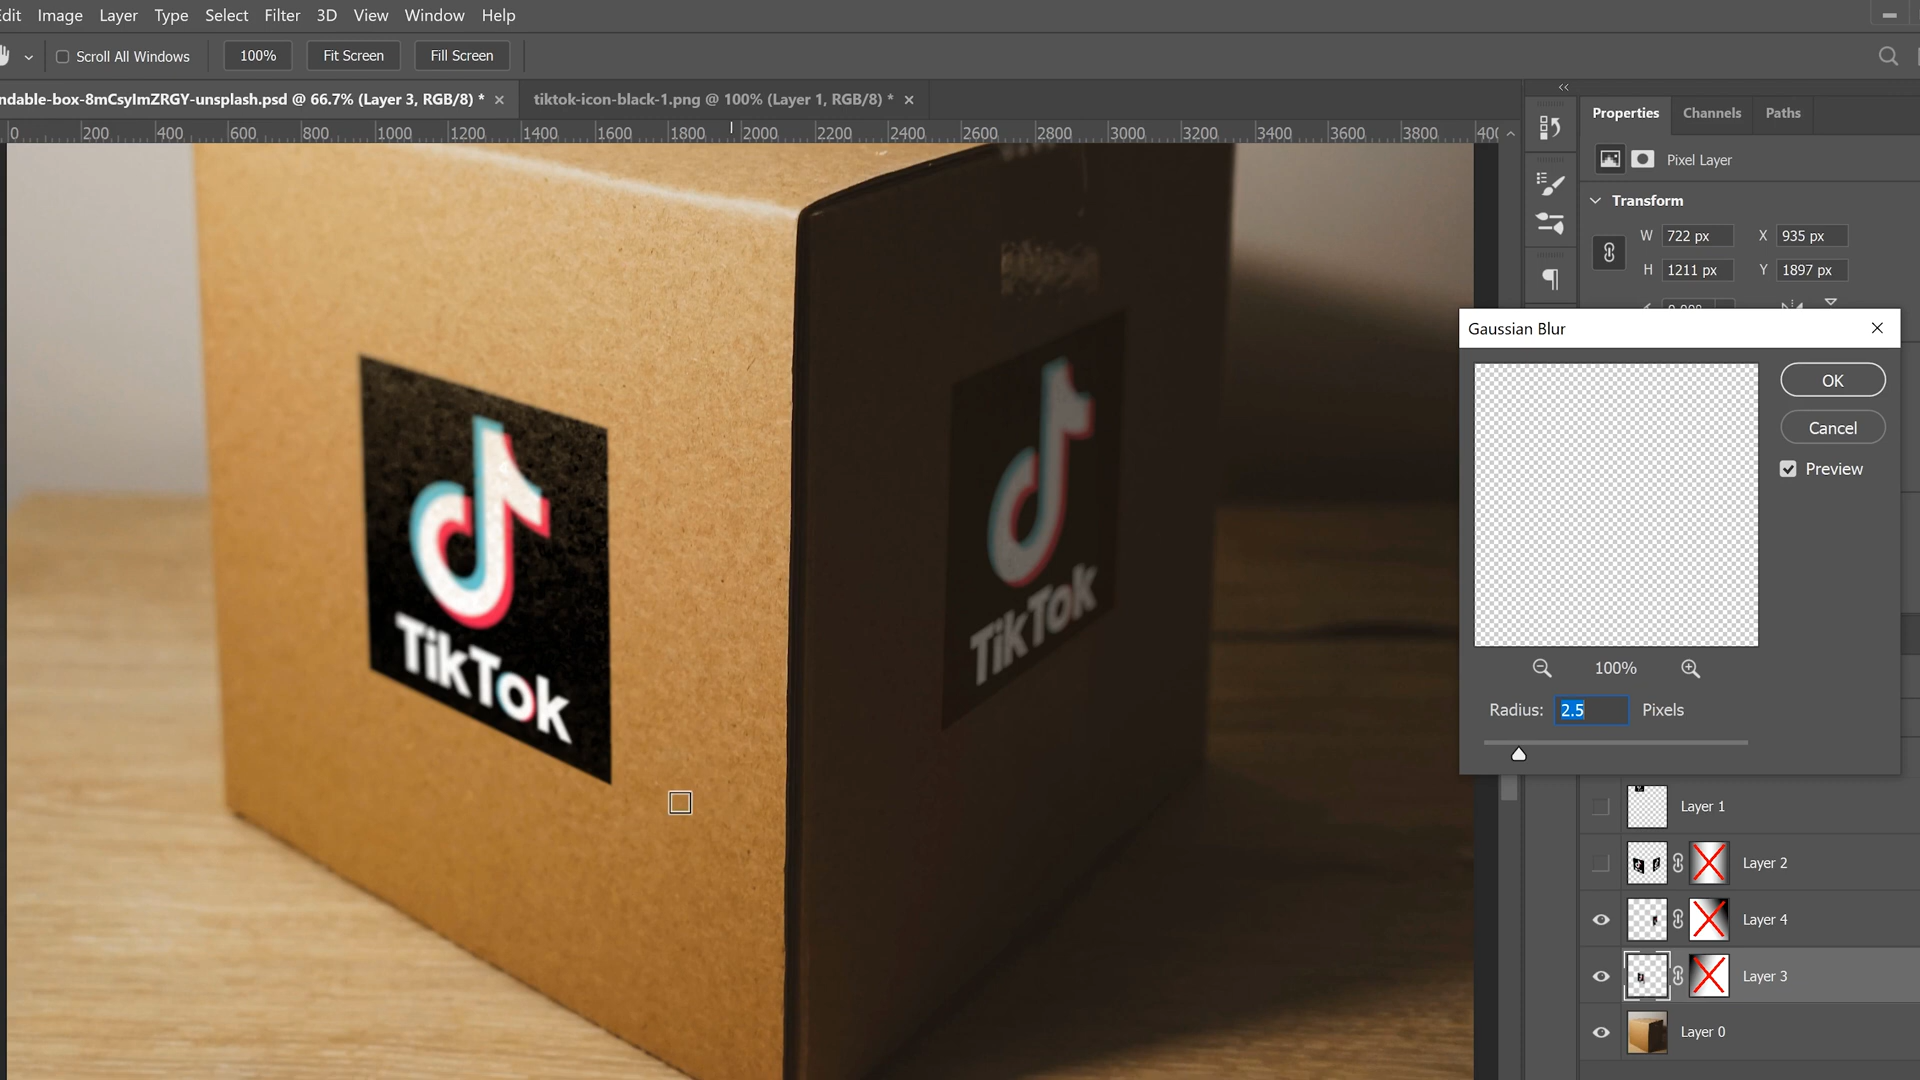 Edit Image Layer Type Select Filter 3D View Window Help
Scroll All Windows 100% Fit Screen Fill Screen
ndable-box-8mCsyImZRGY-unsplash.psd @ 66.7% (Layer 3, RGB/8) * × tiktok-icon-black-1.png @ 100% (Layer 1, RGB/8) * ×
0 200 400 600 800 1000 1200 1400 1600 1800 2000 2200 2400 2600 2800 3000 3200 3400 3600 3800 400
Properties Channels Paths
Pixel Layer
Transform
W 722 px X 935 px
H 1211 px Y 1897 px
0.00°
Gaussian Blur
OK
Cancel
Preview
100%
Radius: 2.5 Pixels
TikTok
TikTok
Layer 1
Layer 2
Layer 4
Layer 3
Layer 0